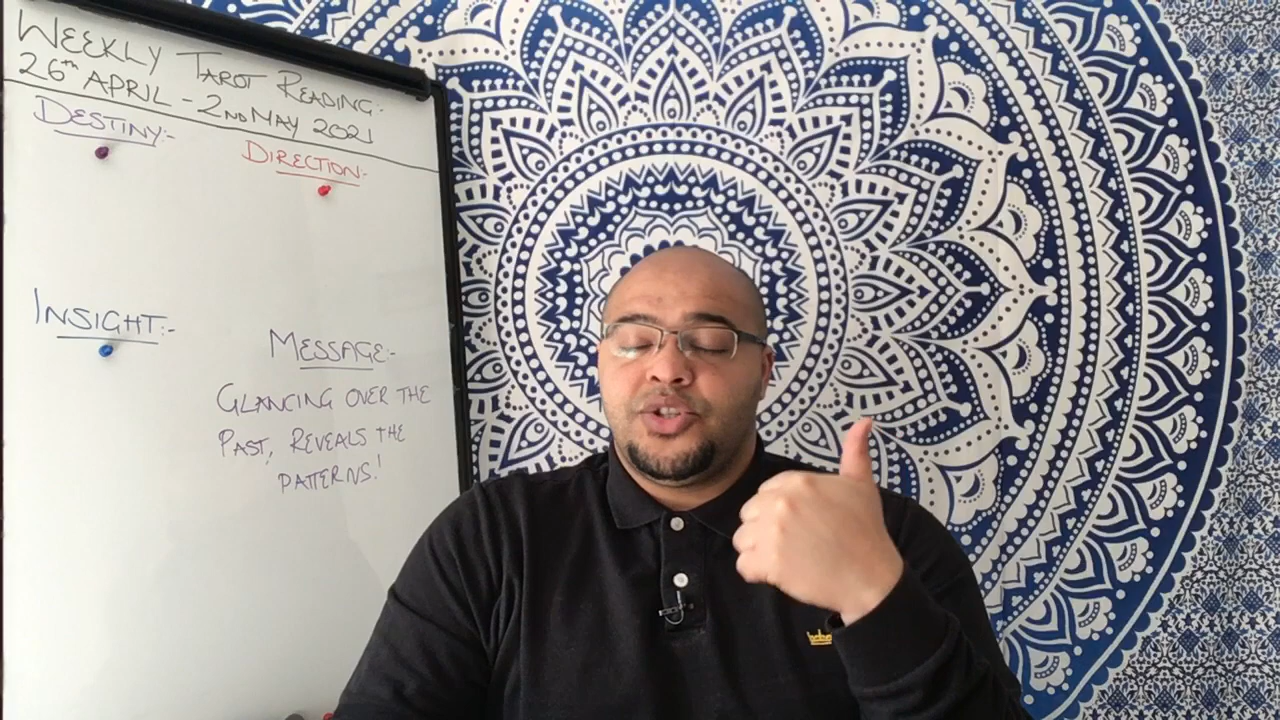 WEEKLY TAROT READING:-
26TH APRIL - 2ND MAY 2021
DESTINY:-
DIRECTION:-
INSIGHT:-
MESSAGE:-
GLANCING OVER THE
PAST, REVEALS THE
PATTERNS!